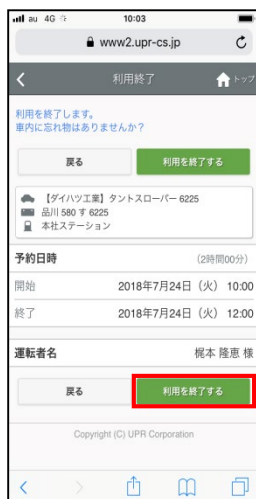 au 4G 10:03
www2.upr-cs.jp
利用終了 トップ
利用を終了します。
車内に忘れ物はありませんか?
戻る 利用を終了する
【ダイハツ工業】タントスローパー 6225
品川 580 す 6225
本社ステーション
予約日時 (2時間00分)
開始 2018年7月24日(火) 10:00
終了 2018年7月24日(火) 12:00
運転者名 梶本 隆恵 様
戻る 利用を終了する
Copyright (C) UPR Corporation